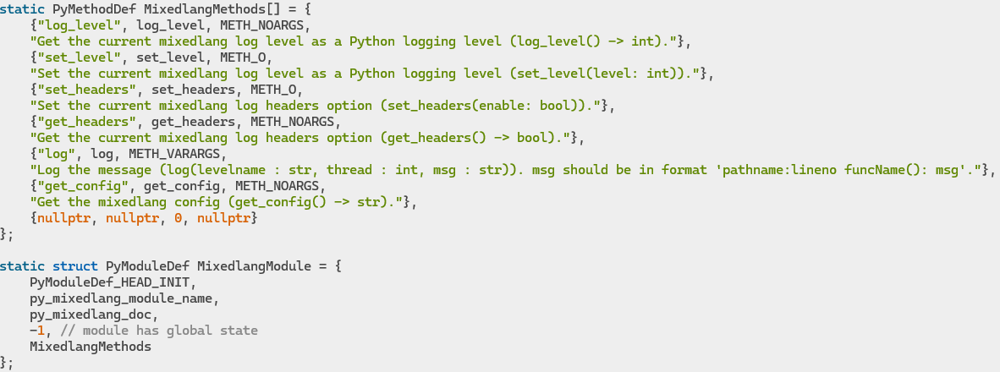 static PyMethodDef MixedlangMethods[] = {
    {"log_level", log_level, METH_NOARGS,
    "Get the current mixedlang log level as a Python logging level (log_level() -> int)."},
    {"set_level", set_level, METH_O,
    "Set the current mixedlang log level as a Python logging level (set_level(level: int))."},
    {"set_headers", set_headers, METH_O,
    "Set the current mixedlang log headers option (set_headers(enable: bool))."},
    {"get_headers", get_headers, METH_NOARGS,
    "Get the current mixedlang log headers option (get_headers() -> bool)."},
    {"log", log, METH_VARARGS,
    "Log the message (log(levelname : str, thread : int, msg : str)). msg should be in format 'pathname:lineno funcName(): msg'."},
    {"get_config", get_config, METH_NOARGS,
    "Get the mixedlang config (get_config() -> str)."},
    {nullptr, nullptr, 0, nullptr}
};

static struct PyModuleDef MixedlangModule = {
    PyModuleDef_HEAD_INIT,
    py_mixedlang_module_name,
    py_mixedlang_doc,
    -1, // module has global state
    MixedlangMethods
};